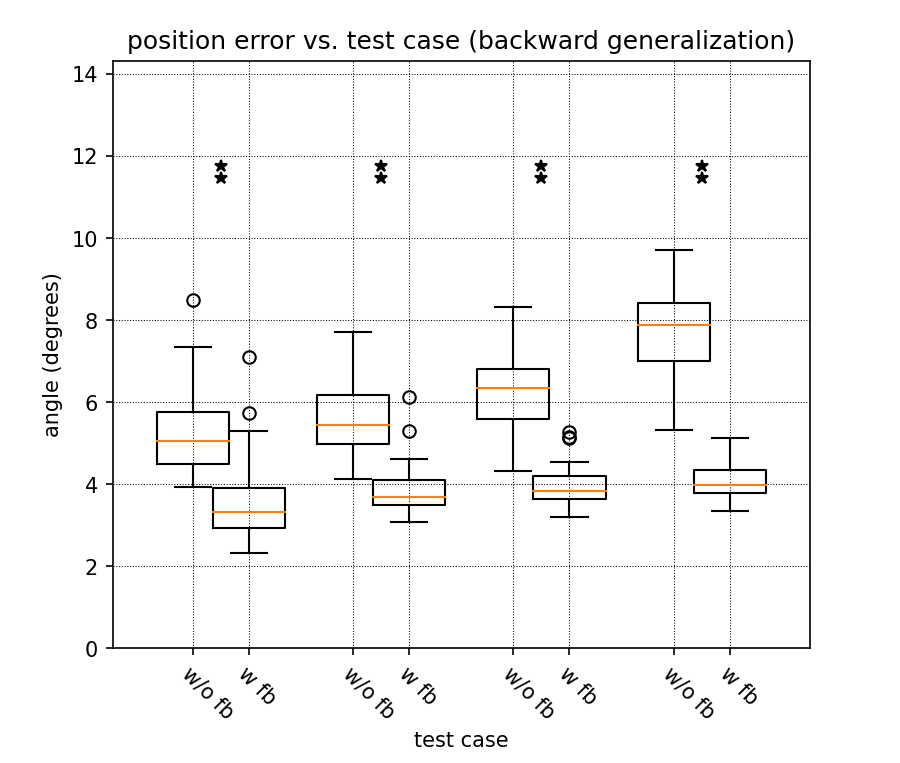 position error vs. test case (backward generalization)
14
12
10
8
6
4
2
0
angle (degrees)
w/o fb
w fb
w/o fb
w fb
w/o fb
w fb
w/o fb
w fb
test case